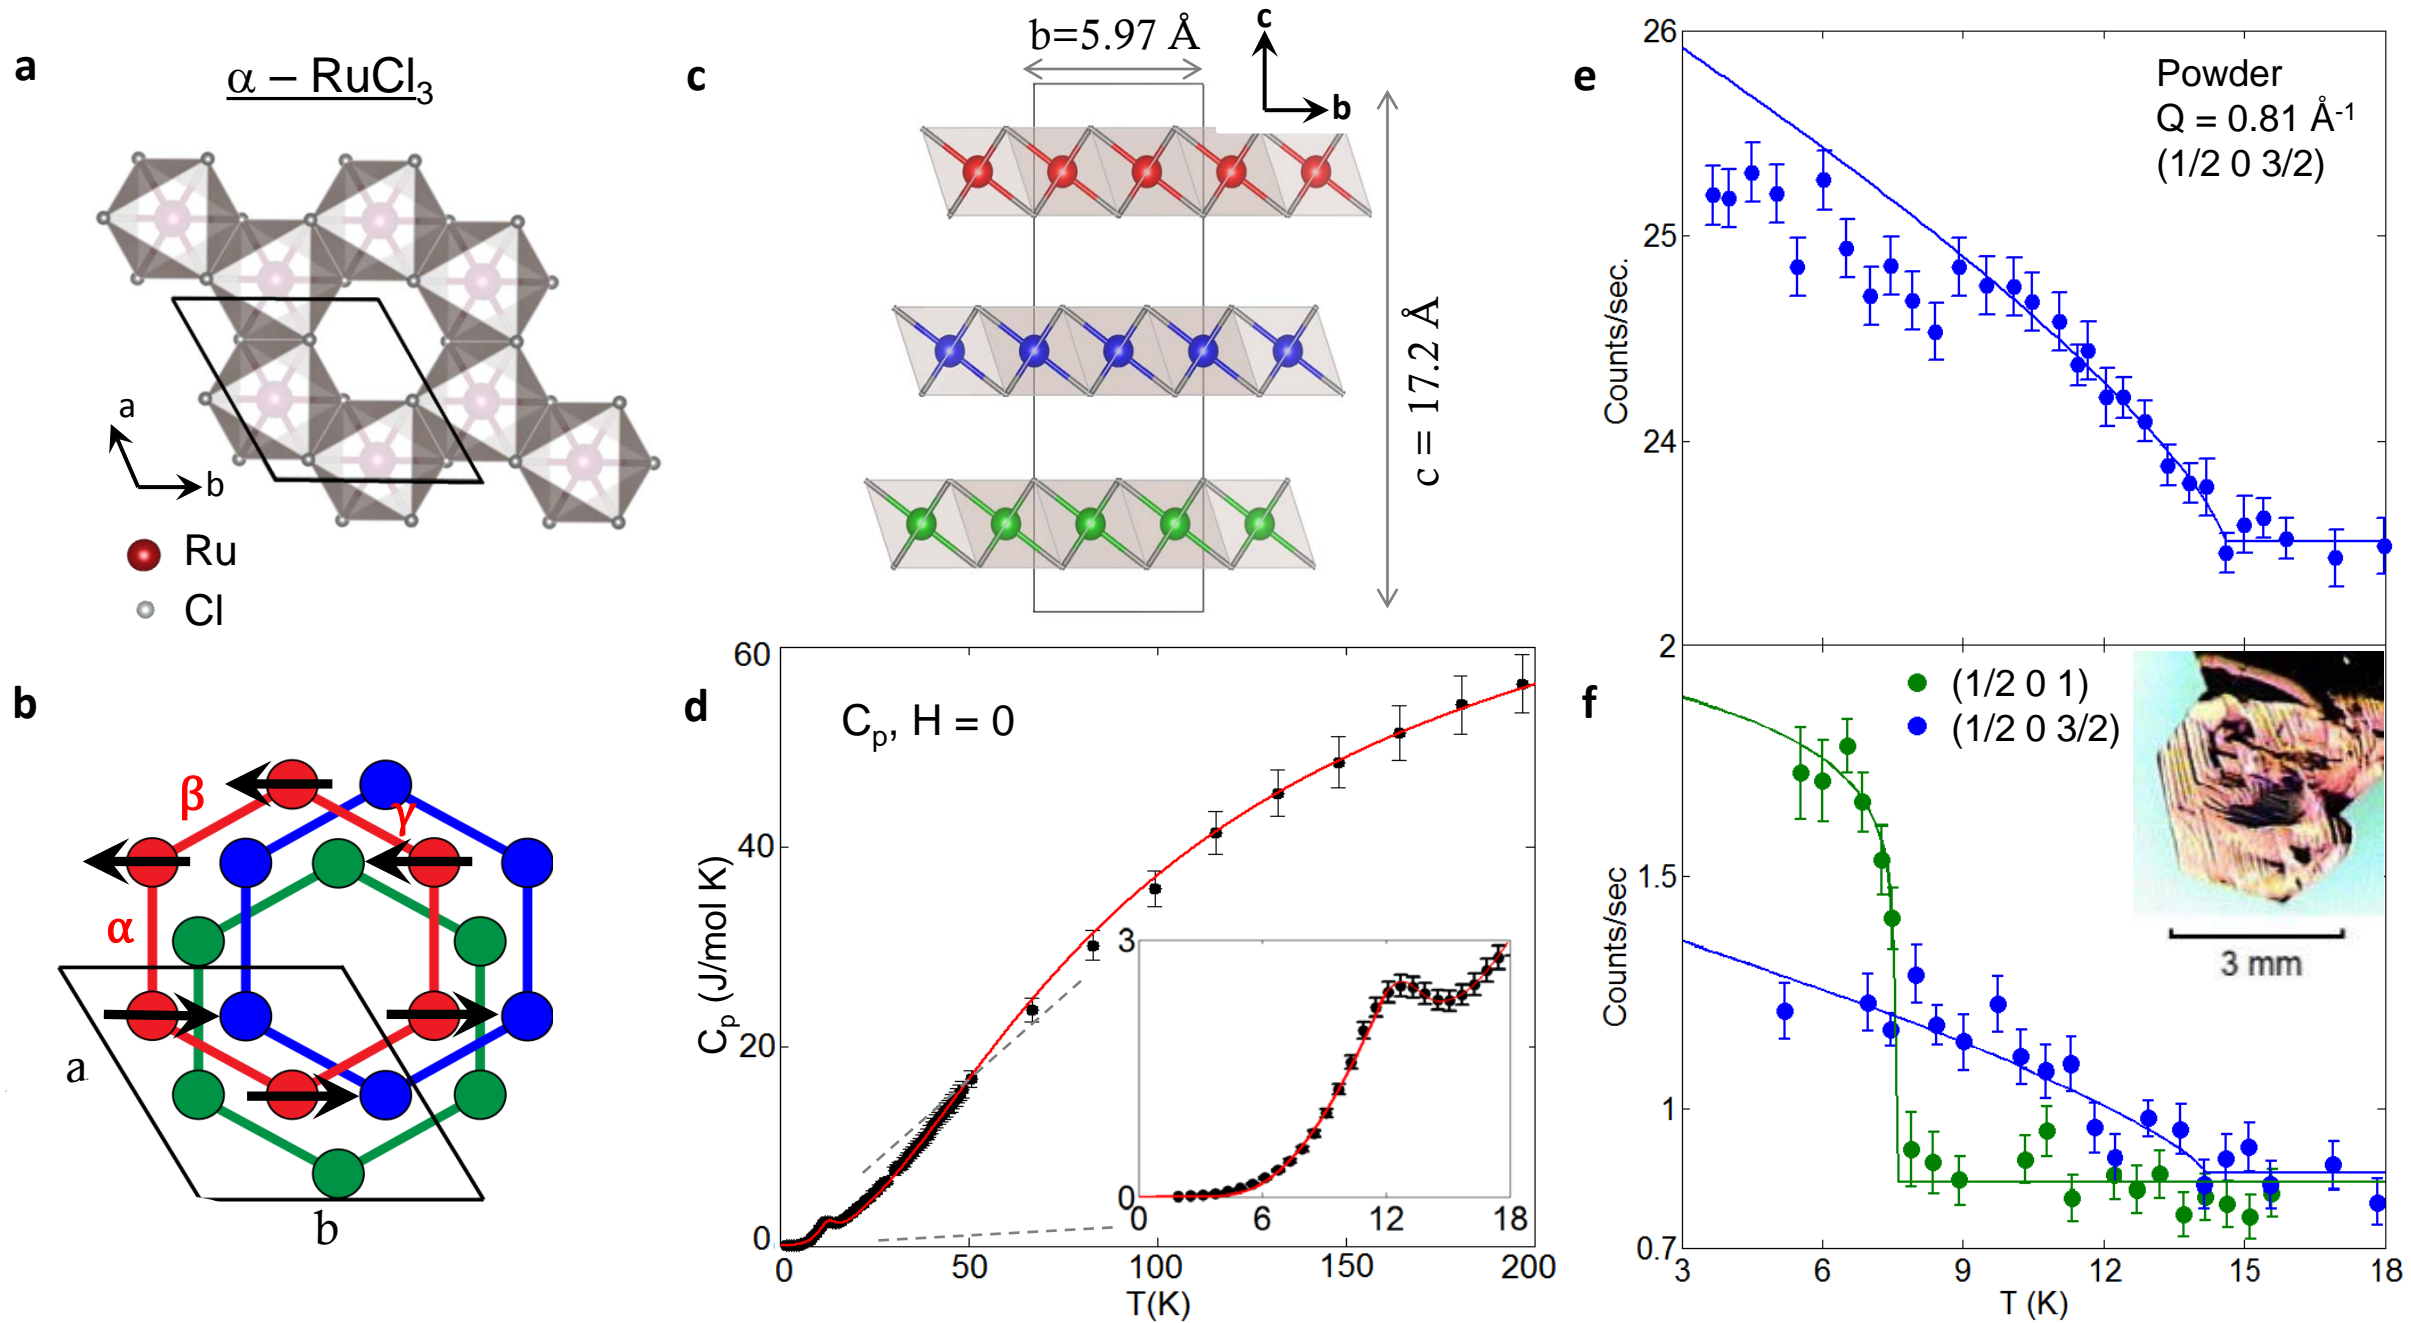 a
α – RuCl3
a
b
Ru
Cl
b
β
γ
α
a
b
c
b=5.97 Å
c
b
c = 17.2 Å
d
Cp, H = 0
60
40
20
0
Cp (J/mol K)
3
0
0 6 12 18
0 50 100 150 200
T(K)
e
Powder
Q = 0.81 Å-1
(1/2 0 3/2)
26
25
24
Counts/sec.
f
(1/2 0 1)
(1/2 0 3/2)
3 mm
2
1.5
1
0.7
Counts/sec
3 6 9 12 15 18
T (K)